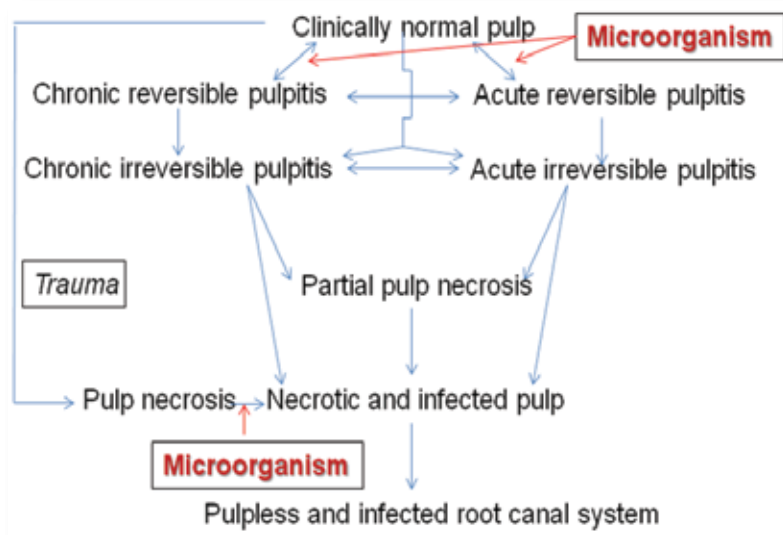 Clinically normal pulp
Microorganism
Chronic reversible pulpitis
Acute reversible pulpitis
Chronic irreversible pulpitis
Acute irreversible pulpitis
Trauma
Partial pulp necrosis
Pulp necrosis
Necrotic and infected pulp
Microorganism
Pulpless and infected root canal system